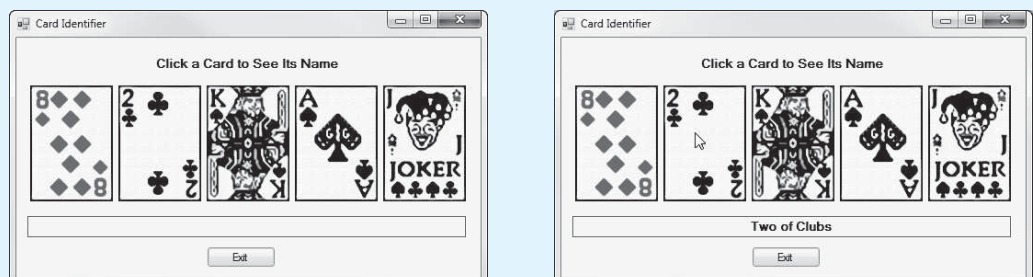 Card Identifier
Click a Card to See Its Name
8
8
2
2
K
K
A
A
J
J
JOKER
Exit
Card Identifier
Click a Card to See Its Name
8
8
2
2
K
K
A
A
J
J
JOKER
Two of Clubs
Exit